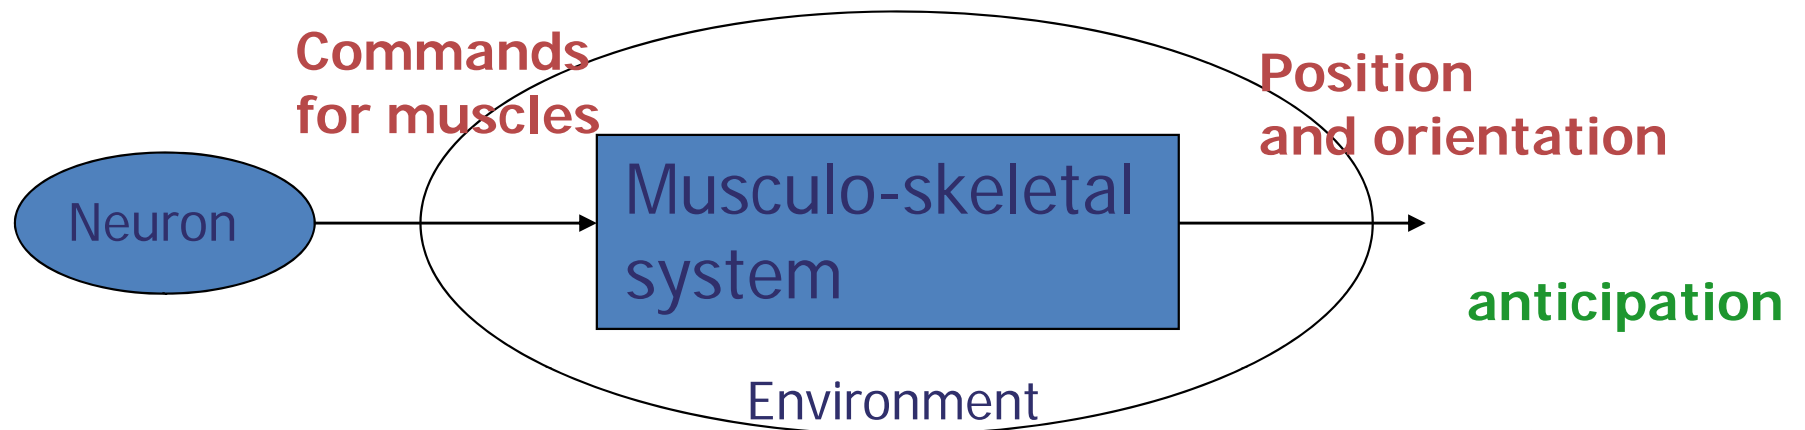 Commands
for muscles
Position
and orientation
Neuron
Musculo-skeletal
system
anticipation
Environment